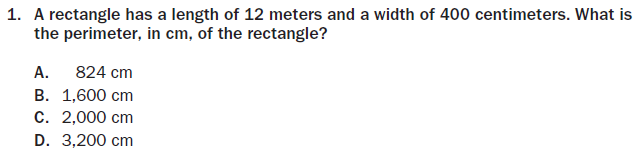 1. A rectangle has a length of 12 meters and a width of 400 centimeters. What is
the perimeter, in cm, of the rectangle?
A. 824 cm
B. 1,600 cm
C. 2,000 cm
D. 3,200 cm